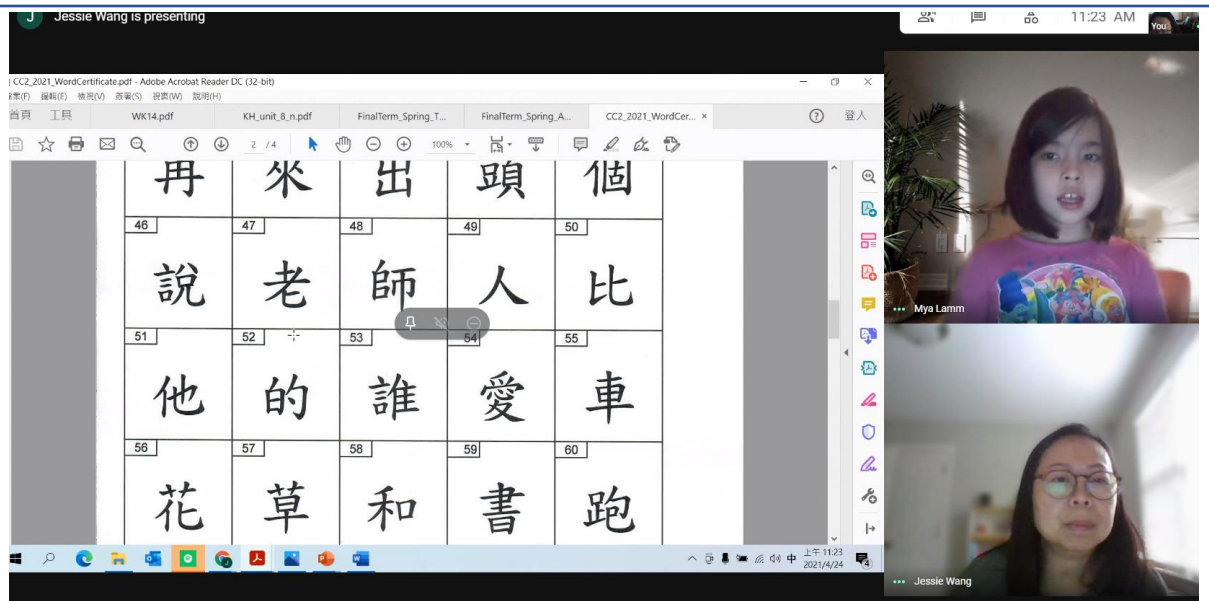 J Jessie Wang is presenting
11:23 AM
You
CC2_2021_WordCertificate.pdf - Adobe Acrobat Reader DC (32-bit)
檔案(F) 編輯(E) 檢視(V) 簽署(S) 視窗(W) 說明(H)
首頁 工具 WK14.pdf KH_unit_8_n.pdf FinalTerm_Spring_T... FinalTerm_Spring_A... CC2_2021_WordCer... × ? 登入
2 / 4 100%
再 來 出 頭 個
46 47 48 49 50
說 老 師 人 比
51 52 53 54 55
他 的 誰 愛 車
56 57 58 59 60
花 草 和 書 跑
中 上午 11:23
2021/4/24
4
Mya Lamm
Jessie Wang